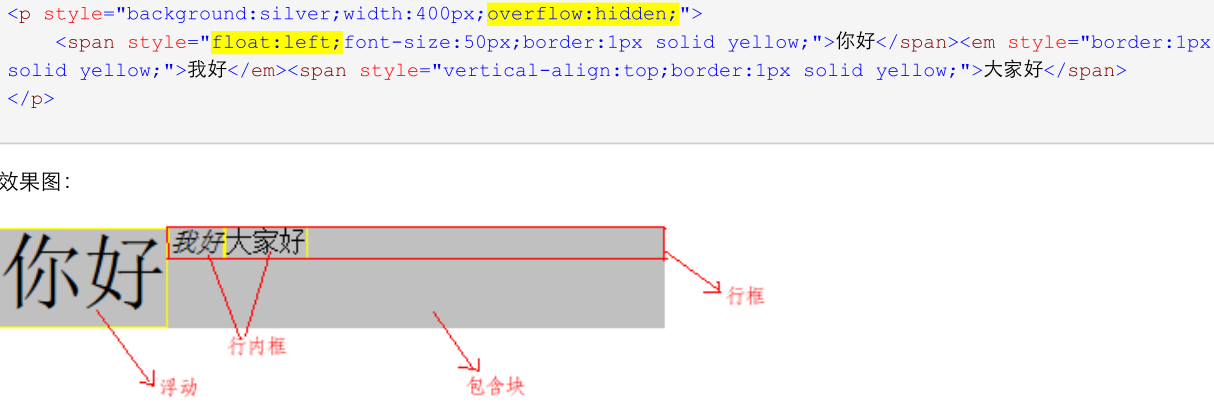 <p style="background:silver;width:400px;overflow:hidden;">
    <span style="float:left;font-size:50px;border:1px solid yellow;">你好</span><em style="border:1px
solid yellow;">我好</em><span style="vertical-align:top;border:1px solid yellow;">大家好</span>
</p>
效果图：
你好
我好大家好
行框
行内框
浮动
包含块